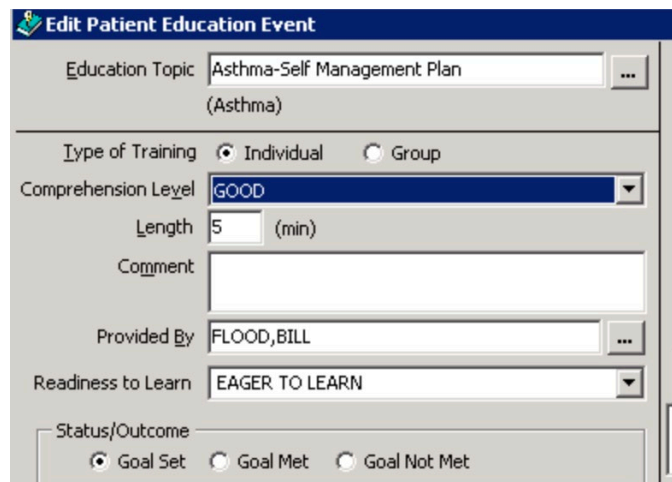 Edit Patient Education Event
Education Topic Asthma-Self Management Plan ...
(Asthma)
Type of Training Individual Group
Comprehension Level GOOD
Length 5 (min)
Comment
Provided By FLOOD,BILL ...
Readiness to Learn EAGER TO LEARN
Status/Outcome
Goal Set Goal Met Goal Not Met